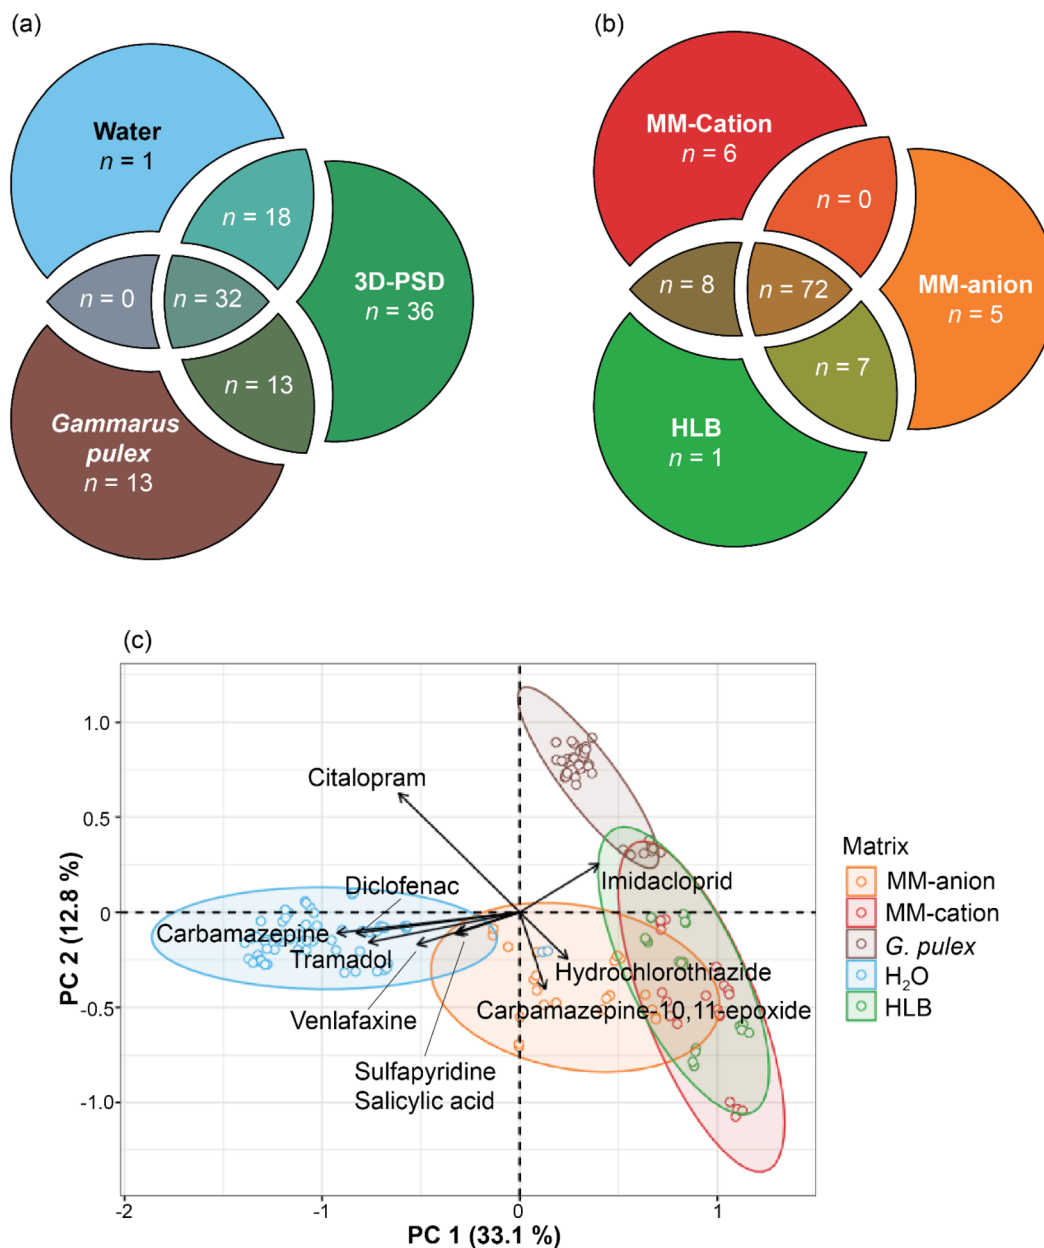 (a)
Water
n = 1
n = 18
3D-PSD
n = 36
n = 0
n = 32
n = 13
Gammarus
pulex
n = 13
(b)
MM-Cation
n = 6
n = 0
MM-anion
n = 5
n = 8
n = 72
n = 7
HLB
n = 1
(c)
1.0
0.5
0
-0.5
-1.0
PC 2 (12.8 %)
-2
-1
0
1
PC 1 (33.1 %)
Citalopram
Diclofenac
Imidacloprid
Carbamazepine
Tramadol
Hydrochlorothiazide
Venlafaxine
Carbamazepine-10,11-epoxide
Sulfapyridine
Salicylic acid
Matrix
MM-anion
MM-cation
G. pulex
H₂O
HLB